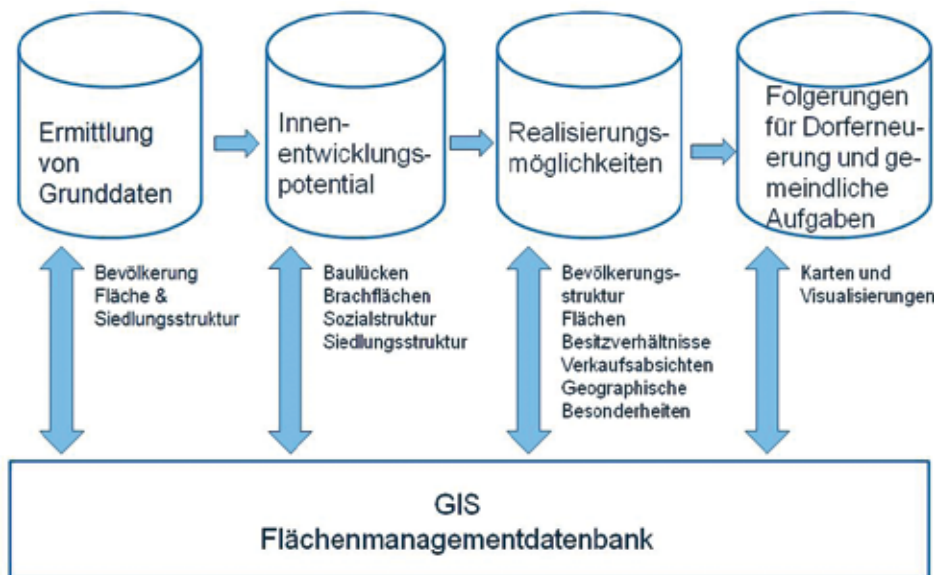 Ermittlung
von
Grunddaten
Innen-
entwicklungs-
potential
Realisierungs-
möglichkeiten
Folgerungen
für Dorferneu-
erung und ge-
meindliche
Aufgaben
Bevölkerung
Fläche &
Siedlungsstruktur
Baulücken
Brachflächen
Sozialstruktur
Siedlungsstruktur
Bevölkerungs-
struktur
Flächen
Besitzverhältnisse
Verkaufsabsichten
Geographische
Besonderheiten
Karten und
Visualisierungen
GIS
Flächenmanagementdatenbank